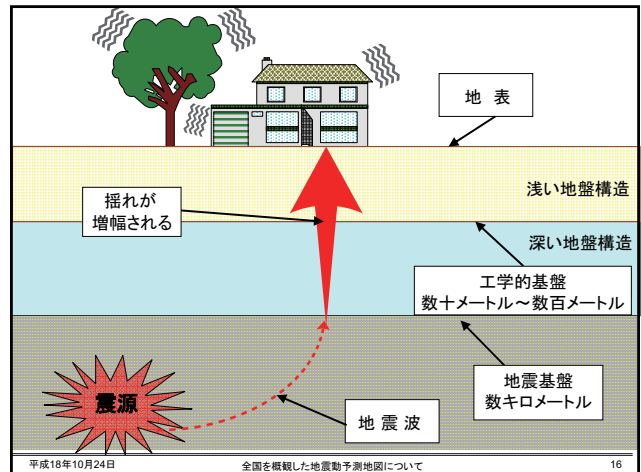 地 表
浅い地盤構造
揺れが
増幅される
深い地盤構造
工学的基盤
数十メートル～数百メートル
地震基盤
数キロメートル
震源
地 震 波
平成18年10月24日
全国を概観した地震動予測地図について
16